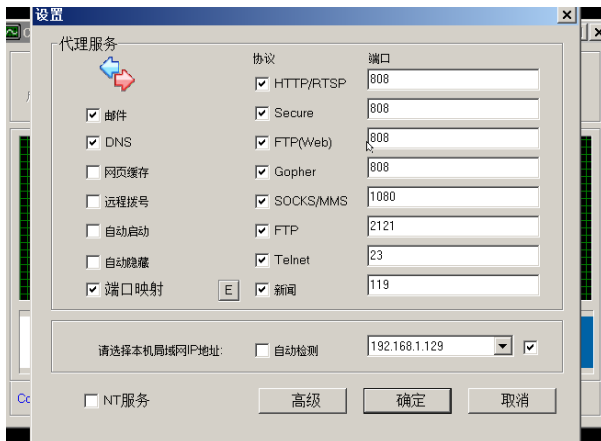 设置
代理服务
协议 端口
HTTP/RTSP 808
邮件 Secure 808
DNS FTP(Web) 808
网页缓存 Gopher 808
远程拨号 SOCKS/MMS 1080
自动启动 FTP 2121
自动隐藏 Telnet 23
端口映射 E 新闻 119
请选择本机局域网IP地址: 自动检测 192.168.1.129
NT服务 高级 确定 取消